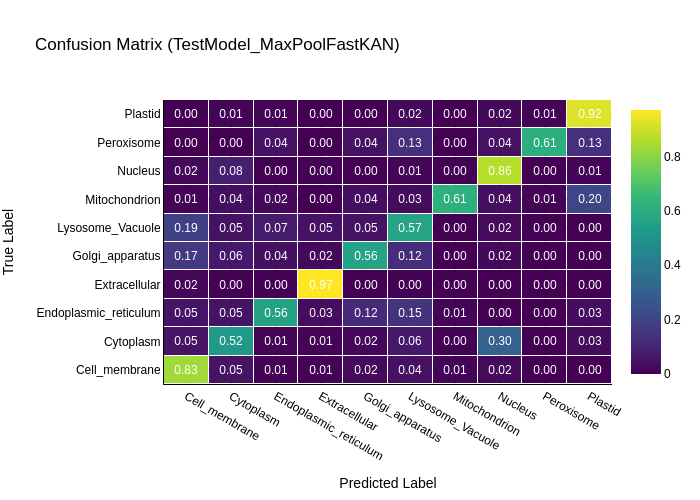 Confusion Matrix (TestModel_MaxPoolFastKAN)
True Label
Plastid 0.00 0.01 0.01 0.00 0.00 0.02 0.00 0.02 0.01 0.92
Peroxisome 0.00 0.00 0.04 0.00 0.04 0.13 0.00 0.04 0.61 0.13
Nucleus 0.02 0.08 0.00 0.00 0.00 0.01 0.00 0.86 0.00 0.01
Mitochondrion 0.01 0.04 0.02 0.00 0.04 0.03 0.61 0.04 0.01 0.20
Lysosome_Vacuole 0.19 0.05 0.07 0.05 0.05 0.57 0.00 0.02 0.00 0.00
Golgi_apparatus 0.17 0.06 0.04 0.02 0.56 0.12 0.00 0.02 0.00 0.00
Extracellular 0.02 0.00 0.00 0.97 0.00 0.00 0.00 0.00 0.00 0.00
Endoplasmic_reticulum 0.05 0.05 0.56 0.03 0.12 0.15 0.01 0.00 0.00 0.03
Cytoplasm 0.05 0.52 0.01 0.01 0.02 0.06 0.00 0.30 0.00 0.03
Cell_membrane 0.83 0.05 0.01 0.01 0.02 0.04 0.01 0.02 0.00 0.00
Cell_membrane
Cytoplasm
Endoplasmic_reticulum
Extracellular
Golgi_apparatus
Lysosome_Vacuole
Mitochondrion
Nucleus
Peroxisome
Plastid
Predicted Label
0.8
0.6
0.4
0.2
0